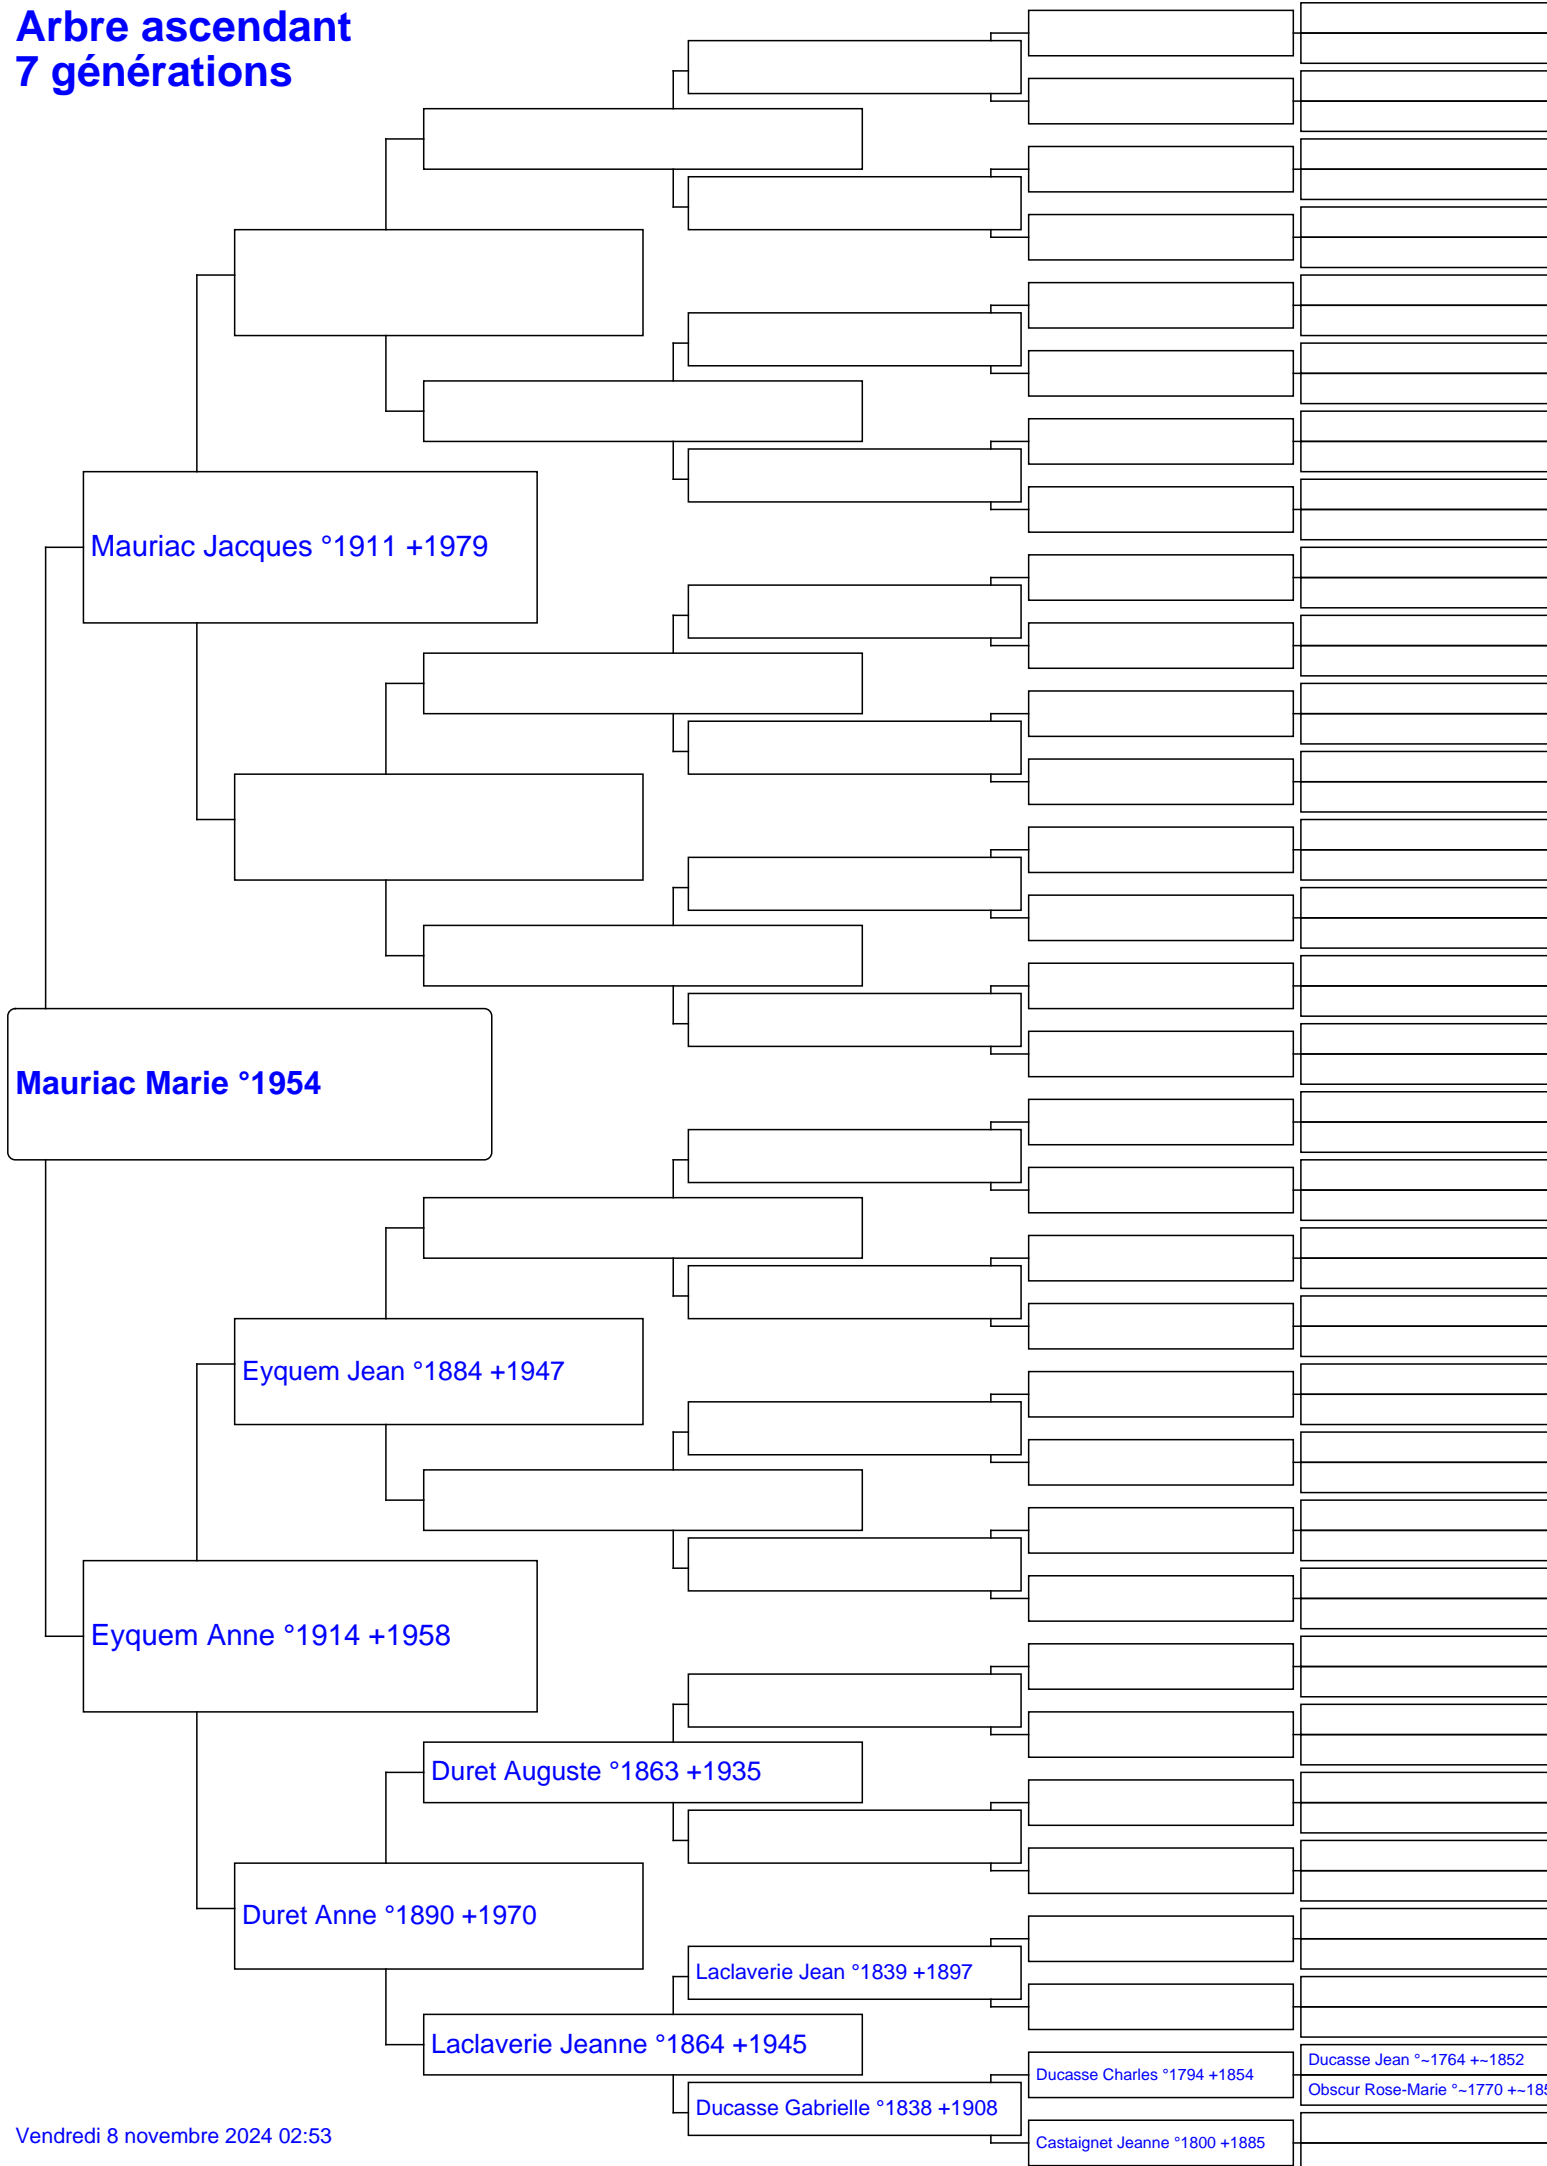 Arbre ascendant
7 générations
Mauriac Jacques °1911 +1979
Mauriac Marie °1954
Eyquem Jean °1884 +1947
Eyquem Anne °1914 +1958
Duret Auguste °1863 +1935
Duret Anne °1890 +1970
Laclaverie Jean °1839 +1897
Laclaverie Jeanne °1864 +1945
Ducasse Charles °1794 +1854
Ducasse Jean °~1764 +~1852
Obscur Rose-Marie °~1770
Ducasse Gabrielle °1838 +1908
Castaignet Jeanne °1800 +1885
Vendredi 8 novembre 2024 02:53